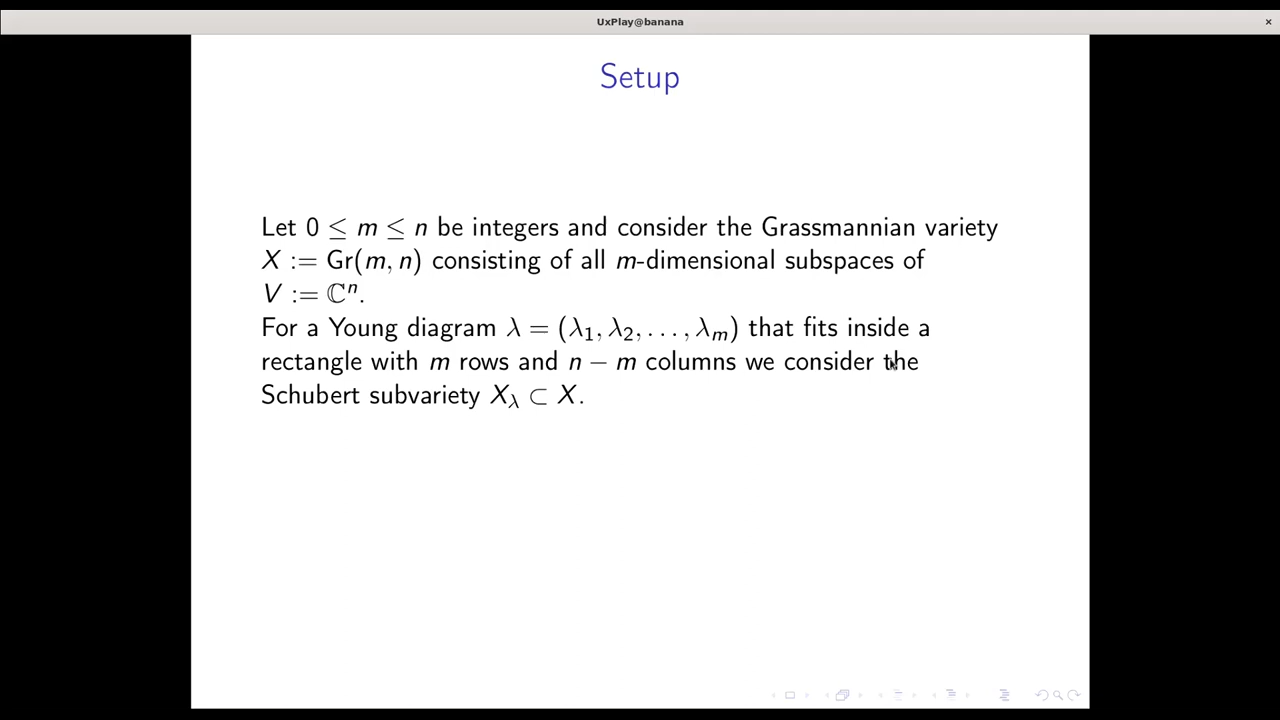 UxPlay@banana
×
Setup
Let 0 ≤ m ≤ n be integers and consider the Grassmannian variety
X := Gr(m, n) consisting of all m-dimensional subspaces of
V := ℂⁿ.
For a Young diagram λ = (λ₁, λ₂, . . . , λₘ) that fits inside a
rectangle with m rows and n − m columns we consider the
Schubert subvariety X_λ ⊂ X.